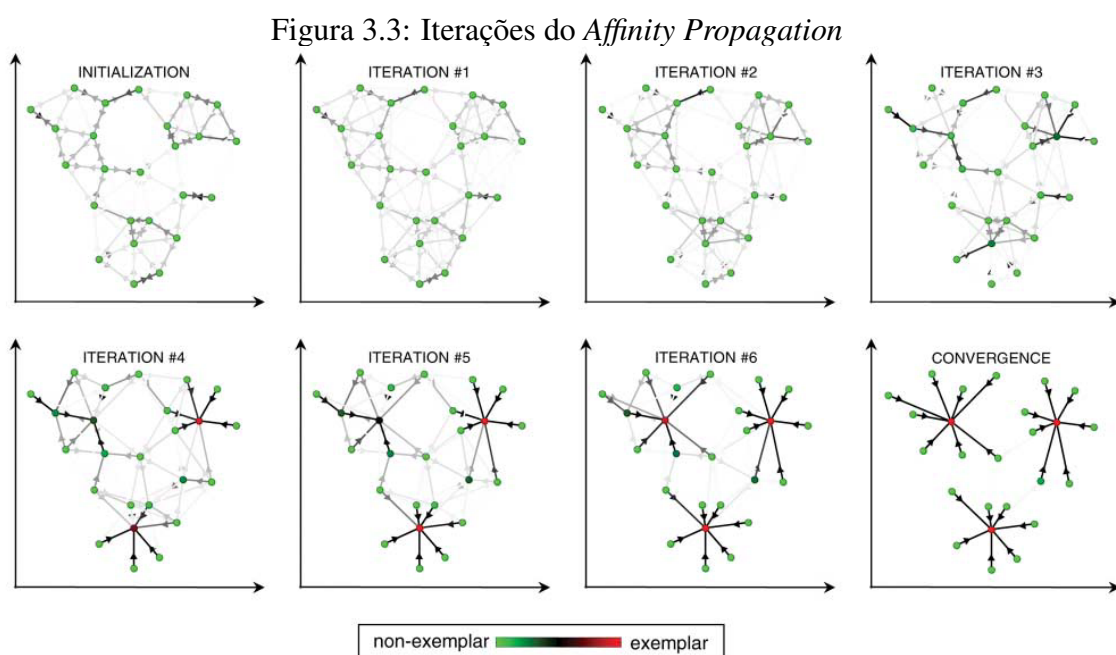 Figura 3.3: Iterações do Affinity Propagation
INITIALIZATION
ITERATION #1
ITERATION #2
ITERATION #3
ITERATION #4
ITERATION #5
ITERATION #6
CONVERGENCE
non-exemplar
exemplar